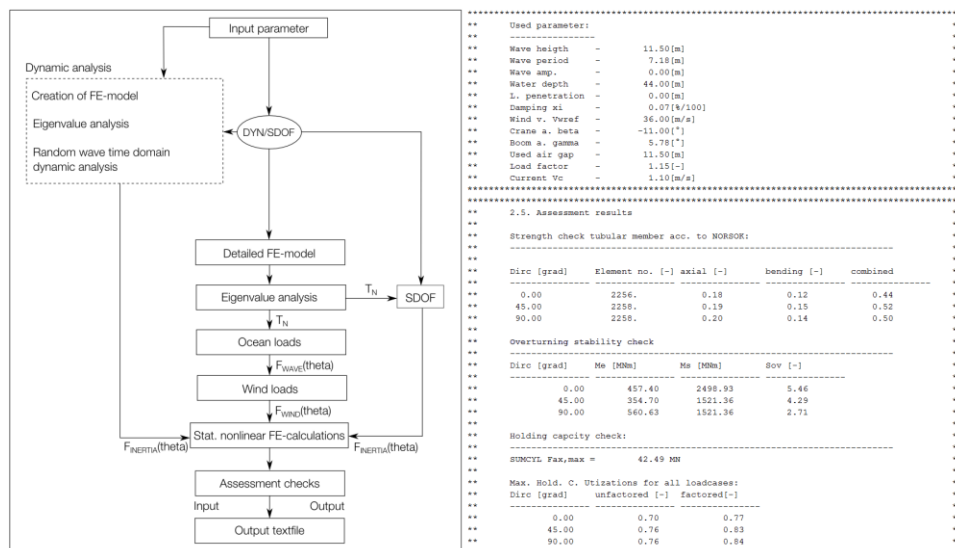 Input parameter
Dynamic analysis
Creation of FE-model
Eigenvalue analysis
Random wave time domain
dynamic analysis
DYN/SDOF
Detailed FE-model
Eigenvalue analysis
T_N
SDOF
T_N
Ocean loads
F_WAVE(theta)
Wind loads
F_WIND(theta)
Stat. nonlinear FE-calculations
F_INERTIA(theta)
F_INERTIA(theta)
Assessment checks
Input Output
Output textfile
** Used parameter: *
** ---------------- *
** Wave heigth - 11.50[m] *
** Wave period - 7.18[m] *
** Wave amp. - 0.00[m] *
** Water depth - 44.00[m] *
** L. penetration - 0.00[m] *
** Damping xi - 0.07[%/100] *
** Wind v. Vwref - 36.00[m/s] *
** Crane a. beta - -11.00[°] *
** Boom a. gamma - 5.78[°] *
** Used air gap - 11.50[m] *
** Load factor - 1.15[-] *
** Current Vc - 1.10[m/s] *
** 2.5. Assessment results *
** Strength check tubular member acc. to NORSOK: *
** Dirc [grad] Element no. [-] axial [-] bending [-] combined *
** 0.00 2256. 0.18 0.12 0.44 *
** 45.00 2258. 0.19 0.15 0.52 *
** 90.00 2258. 0.20 0.14 0.50 *
** Overturning stability check *
** Dirc [grad] Me [MNm] Ms [MNm] Sov [-] *
** 0.00 457.40 2498.93 5.46 *
** 45.00 354.70 1521.36 4.29 *
** 90.00 560.63 1521.36 2.71 *
** Holding capcity check: *
** SUMCYL Fax,max = 42.49 MN *
** Max. Hold. C. Utizations for all loadcases: *
** Dirc [grad] unfactored [-] factored[-] *
** 0.00 0.70 0.77 *
** 45.00 0.76 0.83 *
** 90.00 0.76 0.84 *